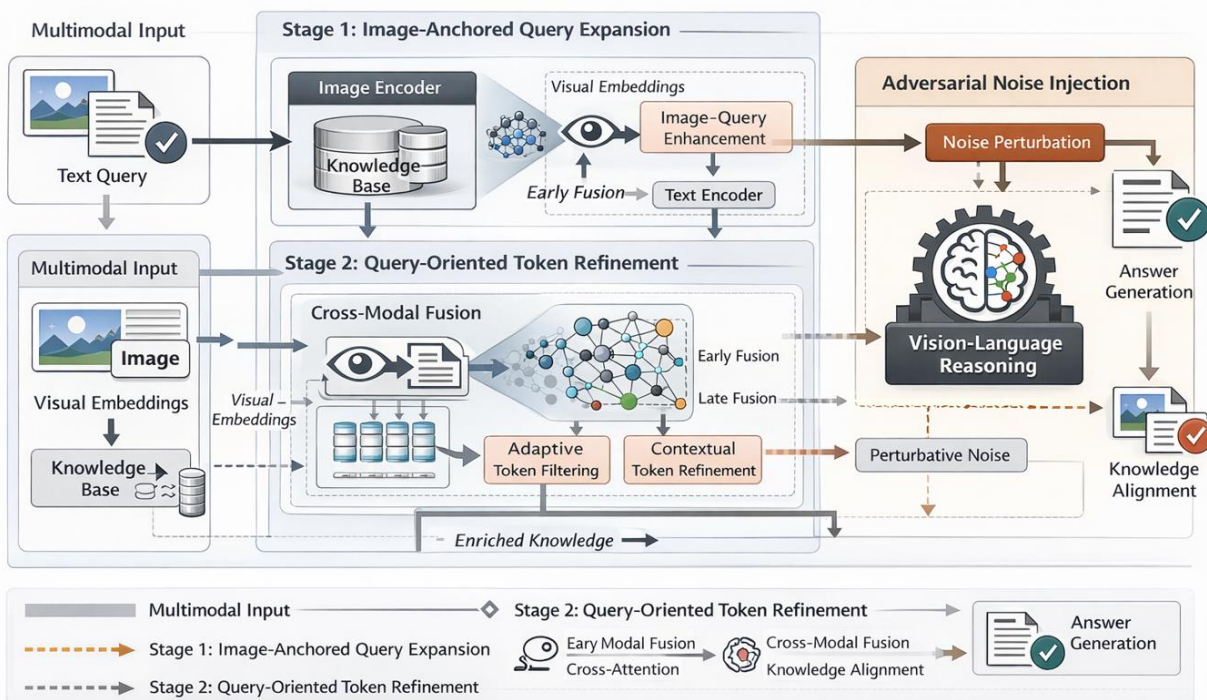 Multimodal Input
Text Query
Stage 1: Image-Anchored Query Expansion
Image Encoder
Knowledge
Base
Visual Embeddings
Image-Query
Enhancement
Early Fusion
Text Encoder
Adversarial Noise Injection
Noise Perturbation
Vision-Language
Reasoning
Answer
Generation
Perturbative Noise
Knowledge
Alignment
Multimodal Input
Image
Visual Embeddings
Knowledge
Base
Stage 2: Query-Oriented Token Refinement
Cross-Modal Fusion
Visual
Embeddings
Early Fusion
Late Fusion
Adaptive
Token Filtering
Contextual
Token Refinement
Enriched Knowledge
Multimodal Input
Stage 1: Image-Anchored Query Expansion
Stage 2: Query-Oriented Token Refinement
Stage 2: Query-Oriented Token Refinement
Eary Modal Fusion
Cross-Attention
Cross-Modal Fusion
Knowledge Alignment
Answer
Generation